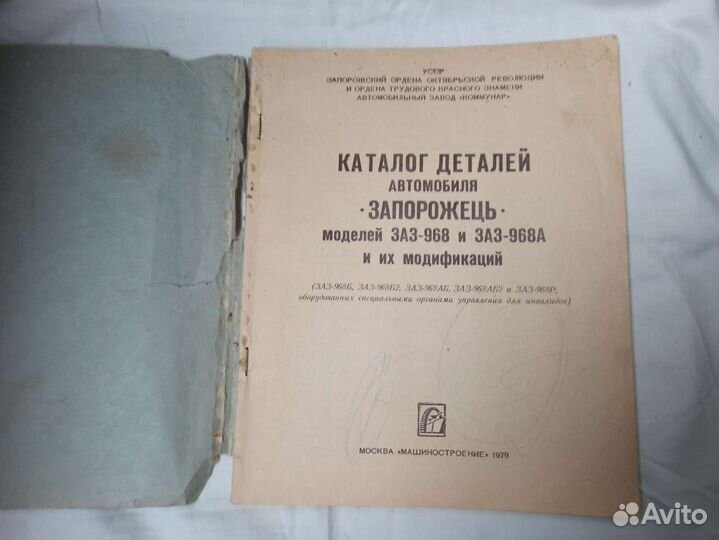 УССР
ЗАПОРОЖСКИЙ ОРДЕНА ОКТЯБРЬСКОЙ РЕВОЛЮЦИИ
И ОРДЕНА ТРУДОВОГО КРАСНОГО ЗНАМЕНИ
АВТОМОБИЛЬНЫЙ ЗАВОД «КОММУНАР»
КАТАЛОГ ДЕТАЛЕЙ
АВТОМОБИЛЯ
·ЗАПОРОЖЕЦЬ·
моделей ЗАЗ-968 и ЗАЗ-968А
и их модификаций
(ЗАЗ-968Б, ЗАЗ-968Б2, ЗАЗ-968АБ, ЗАЗ-968АБ2 и ЗАЗ-968Р,
оборудованных специальными органами управления для инвалидов)
МОСКВА «МАШИНОСТРОЕНИЕ» 1979
Avito